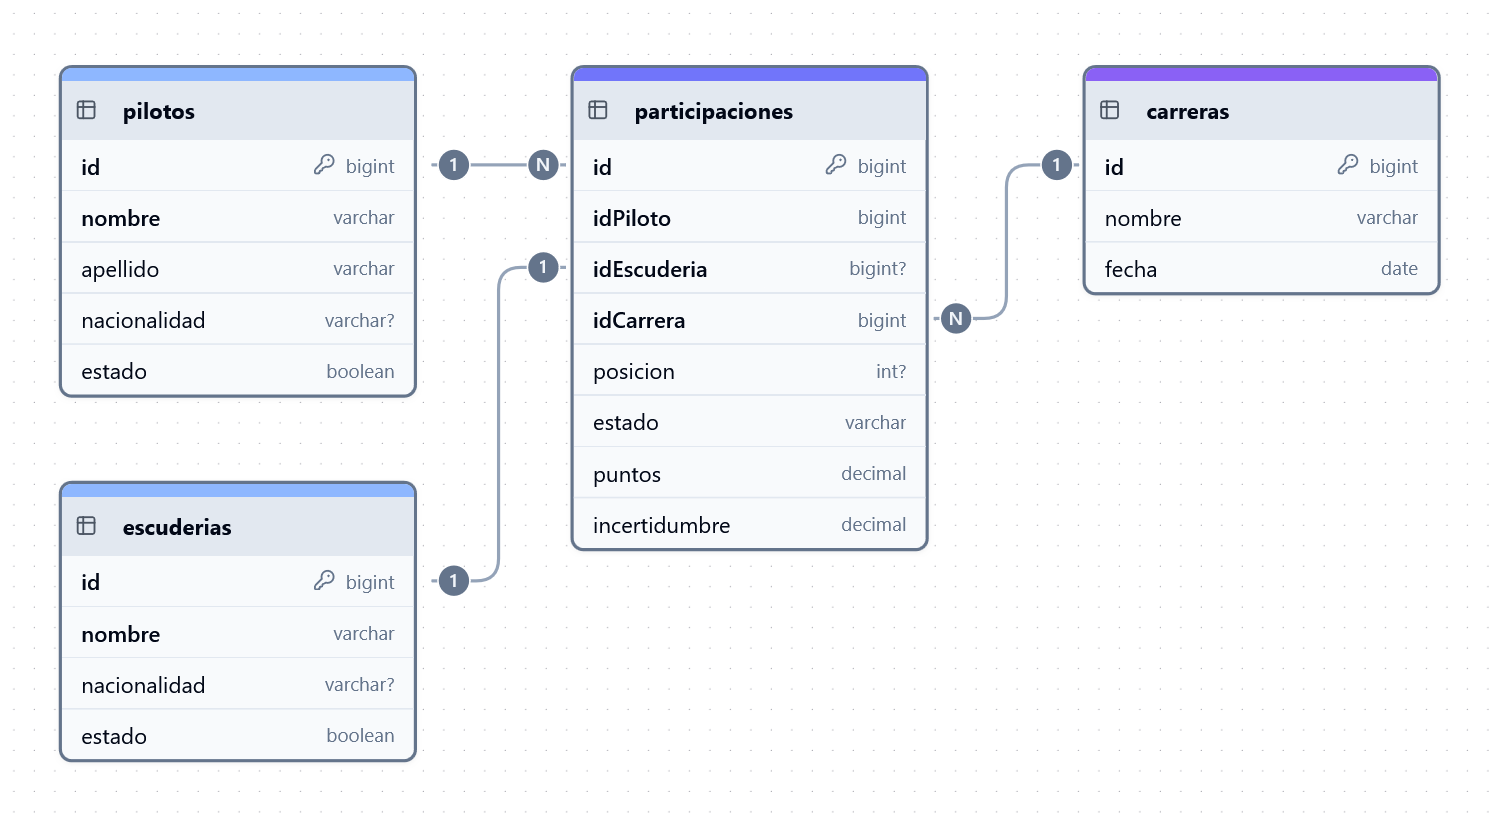 pilotos
id bigint
nombre varchar
apellido varchar
nacionalidad varchar?
estado boolean
1 N
participaciones
id bigint
idPiloto bigint
idEscuderia bigint?
idCarrera bigint
posicion int?
estado varchar
puntos decimal
incertidumbre decimal
1
N
1
carreras
id bigint
nombre varchar
fecha date
escuderias
id bigint
nombre varchar
nacionalidad varchar?
estado boolean
1